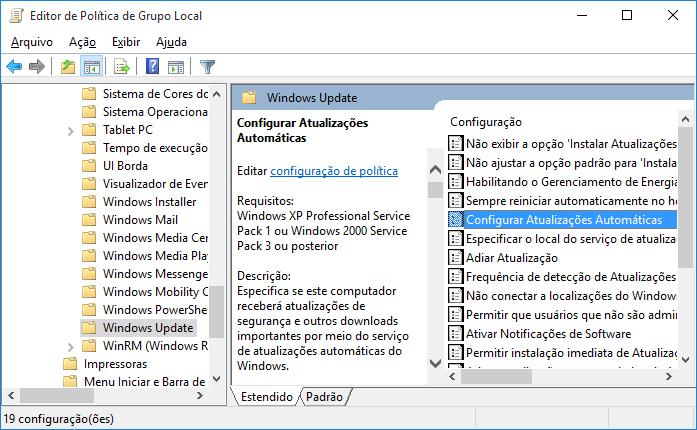 Editor de Política de Grupo Local
Arquivo Ação Exibir Ajuda
Sistema de Cores do
Sistema Operaciona
Tablet PC
Tempo de execução
UI Borda
Visualizador de Even
Windows Installer
Windows Mail
Windows Media Cen
Windows Media Play
Windows Messenge
Windows Mobility C
Windows PowerShe
Windows Update
WinRM (Windows R
Impressoras
Menu Iniciar e Barra de
Windows Update
Configurar Atualizações
Automáticas
Editar configuração de política
Requisitos:
Windows XP Professional Service
Pack 1 ou Windows 2000 Service
Pack 3 ou posterior
Descrição:
Especifica se este computador
receberá atualizações de
segurança e outros downloads
importantes por meio do serviço
de atualizações automáticas do
Windows.
Configuração
Não exibir a opção 'Instalar Atualizações
Não ajustar a opção padrão para 'Instala
Habilitando o Gerenciamento de Energia
Sempre reiniciar automaticamente no ho
Configurar Atualizações Automáticas
Especificar o local do serviço de atualiza
Adiar Atualização
Frequência de detecção de Atualizações
Não conectar a localizações do Windows
Permitir que usuários que não são admi
Ativar Notificações de Software
Permitir instalação imediata de Atualiza
Estendido Padrão
19 configuração(ões)